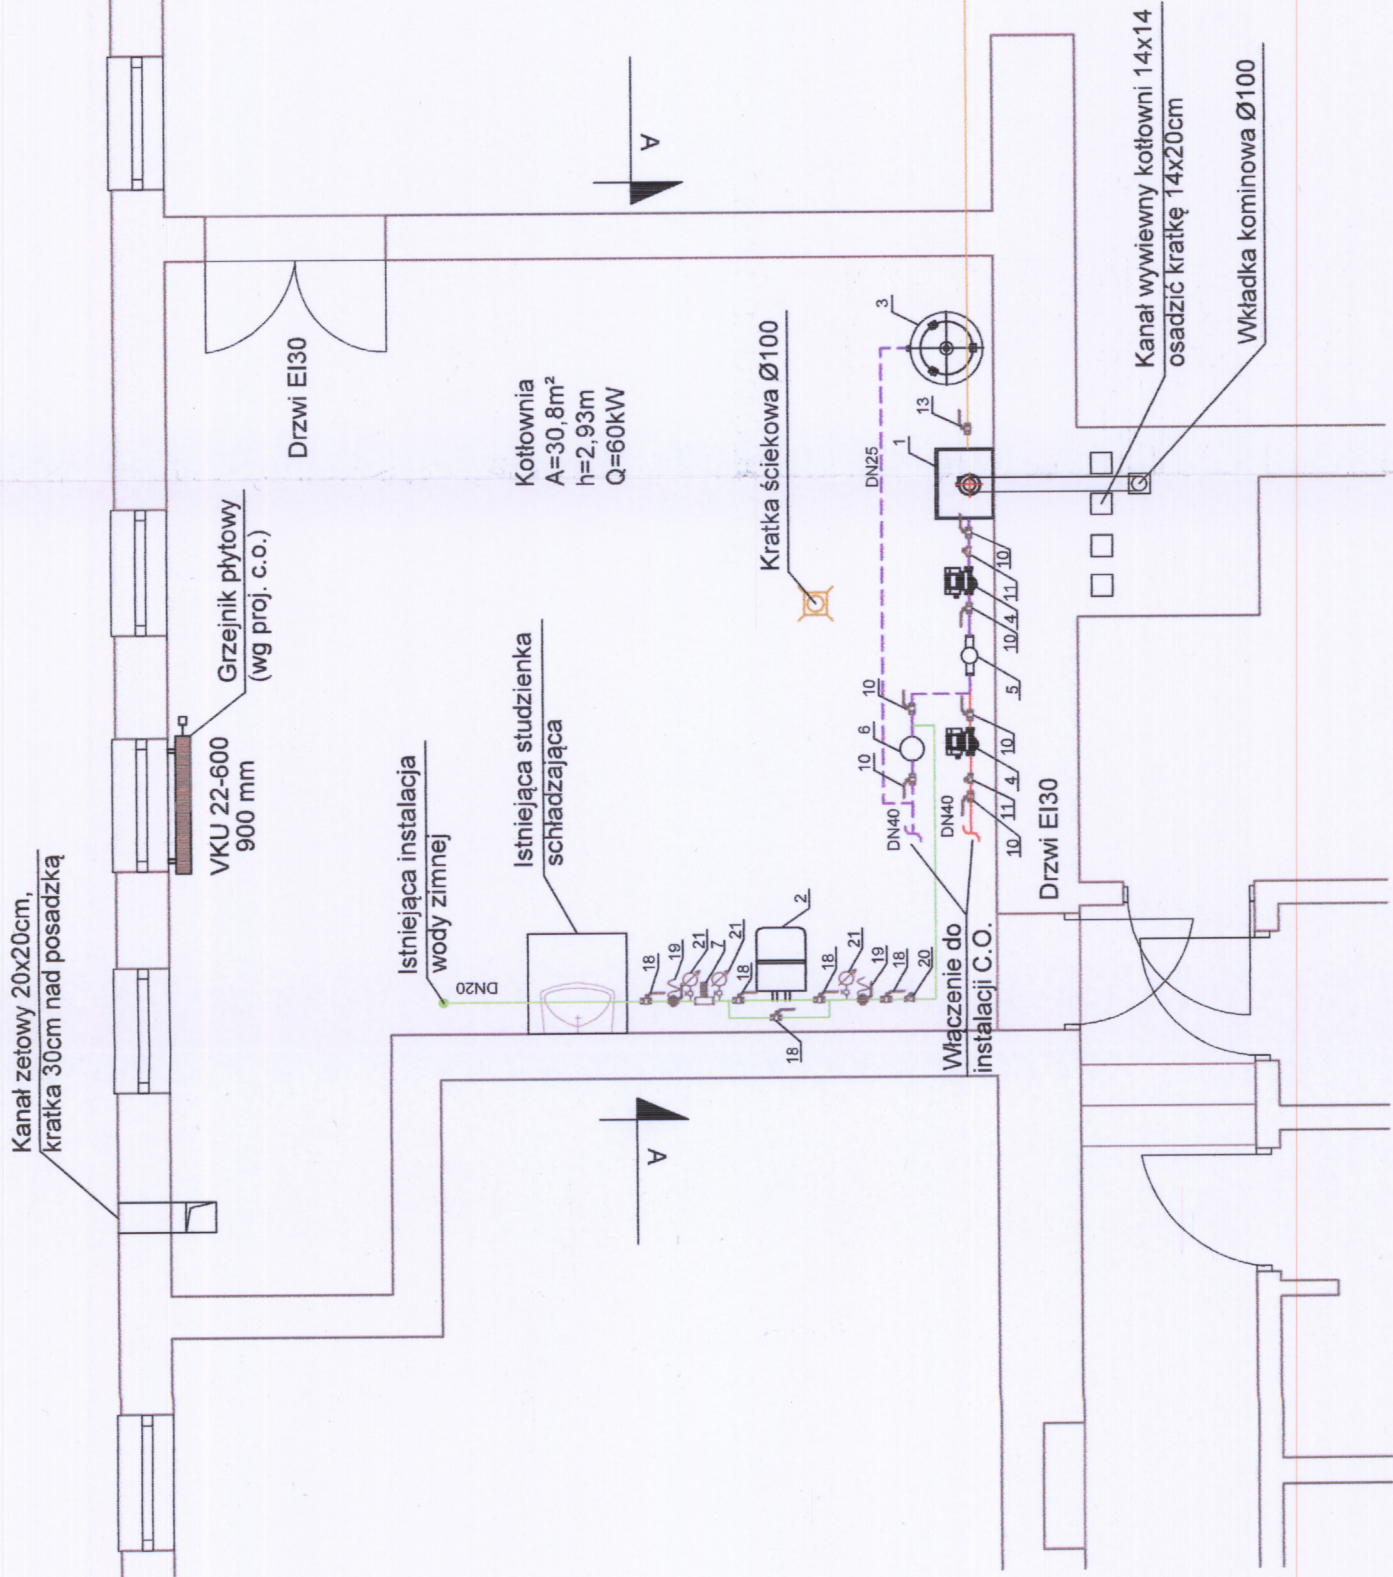 Kanał zetowy 20x20cm,
kratka 30cm nad posadzką
Grzejnik płytowy
(wg proj. c.o.)
VKU 22-600
900 mm
Drzwi EI30
Istniejąca instalacja
wody zimnej
DN20
Istniejąca studzienka
schładzająca
Kotłownia
A=30,8m²
h=2,93m
Q=60kW
A
A
Kratka ściekowa Ø100
18
19
21
7
21
18
2
18
21
19
18
20
18
DN25
3
13
1
10
6
10
DN40
DN40
10
11
4
10
5
10
4
11
10
Właczenie do
instalacji C.O.
Drzwi EI30
Kanał wywiewny kotłowni 14x14
osadzić kratkę 14x20cm
Wkładka kominowa Ø100